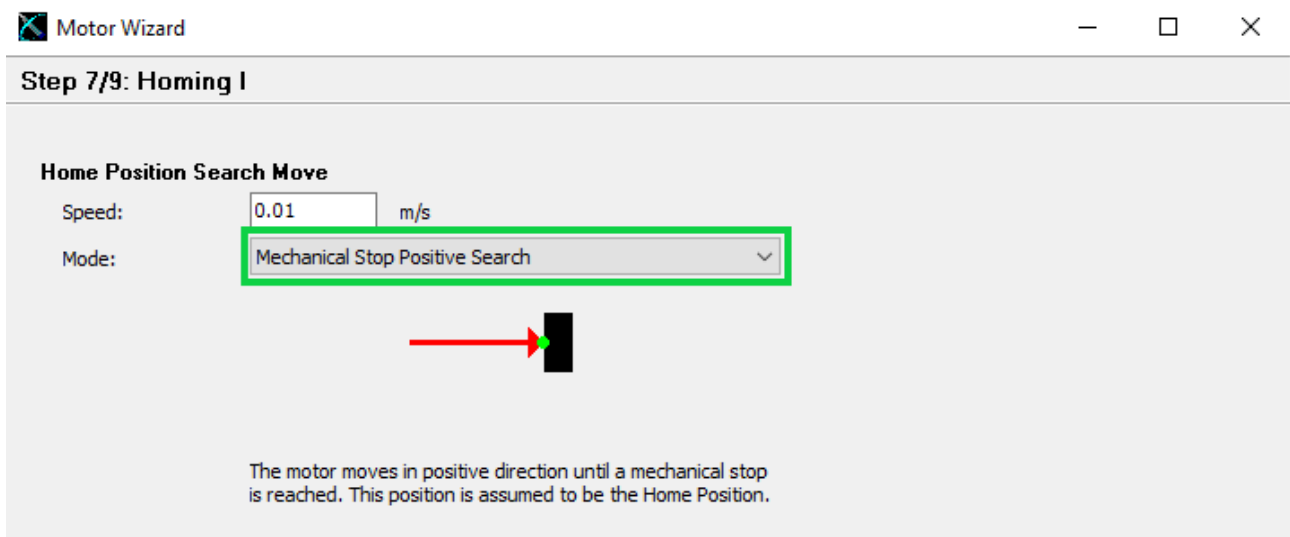 Motor Wizard
Step 7/9: Homing I
Home Position Search Move
Speed: 0.01 m/s
Mode: Mechanical Stop Positive Search
The motor moves in positive direction until a mechanical stop
is reached. This position is assumed to be the Home Position.